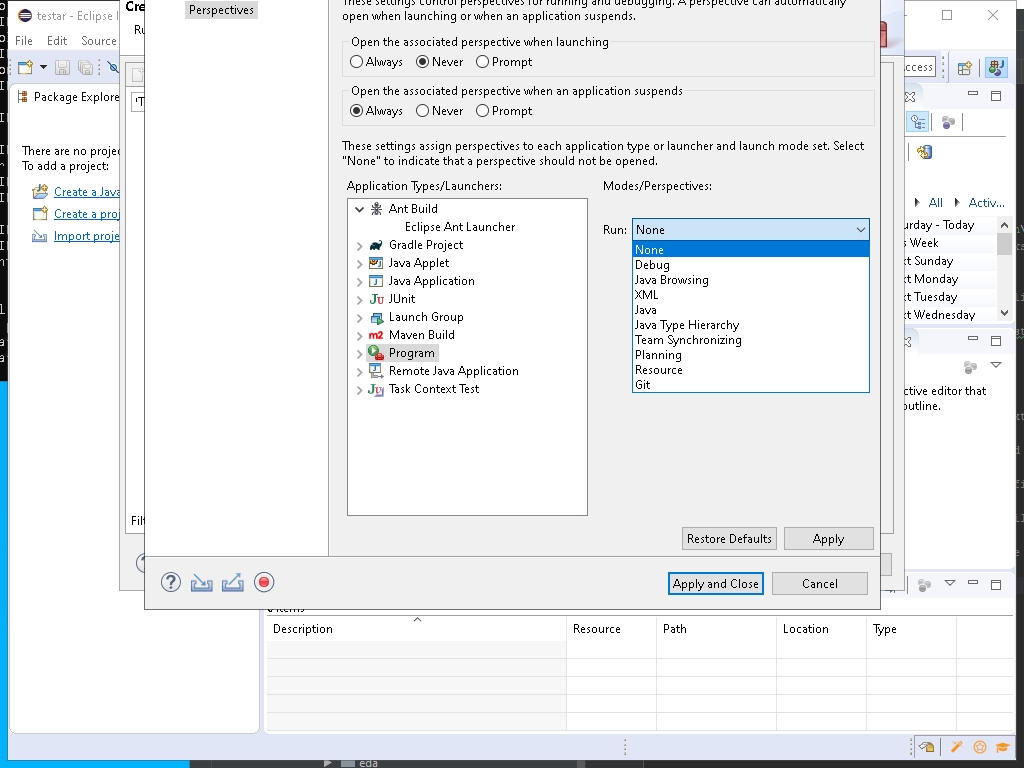 testar - Eclipse I
Cre
Perspectives
These settings control perspectives for running and debugging. A perspective can automatically
open when launching or when an application suspends.
File Edit Source
Ru
Open the associated perspective when launching
Always Never Prompt
Open the associated perspective when an application suspends
Always Never Prompt
These settings assign perspectives to each application type or launcher and launch mode set. Select
"None" to indicate that a perspective should not be opened.
Application Types/Launchers:
Modes/Perspectives:
Ant Build
Eclipse Ant Launcher
Gradle Project
Java Applet
Java Application
JUnit
Launch Group
Maven Build
Program
Remote Java Application
Task Context Test
Run: None
None
Debug
Java Browsing
XML
Java
Java Type Hierarchy
Team Synchronizing
Planning
Resource
Git
Restore Defaults Apply
Apply and Close Cancel
Package Explore
There are no projec
To add a project:
Create a Java
Create a proj
Import proje
Filt
ccess
All Activ...
urday - Today
s Week
xt Sunday
xt Monday
xt Tuesday
xt Wednesday
ctive editor that
outline.
Description Resource Path Location Type
eda